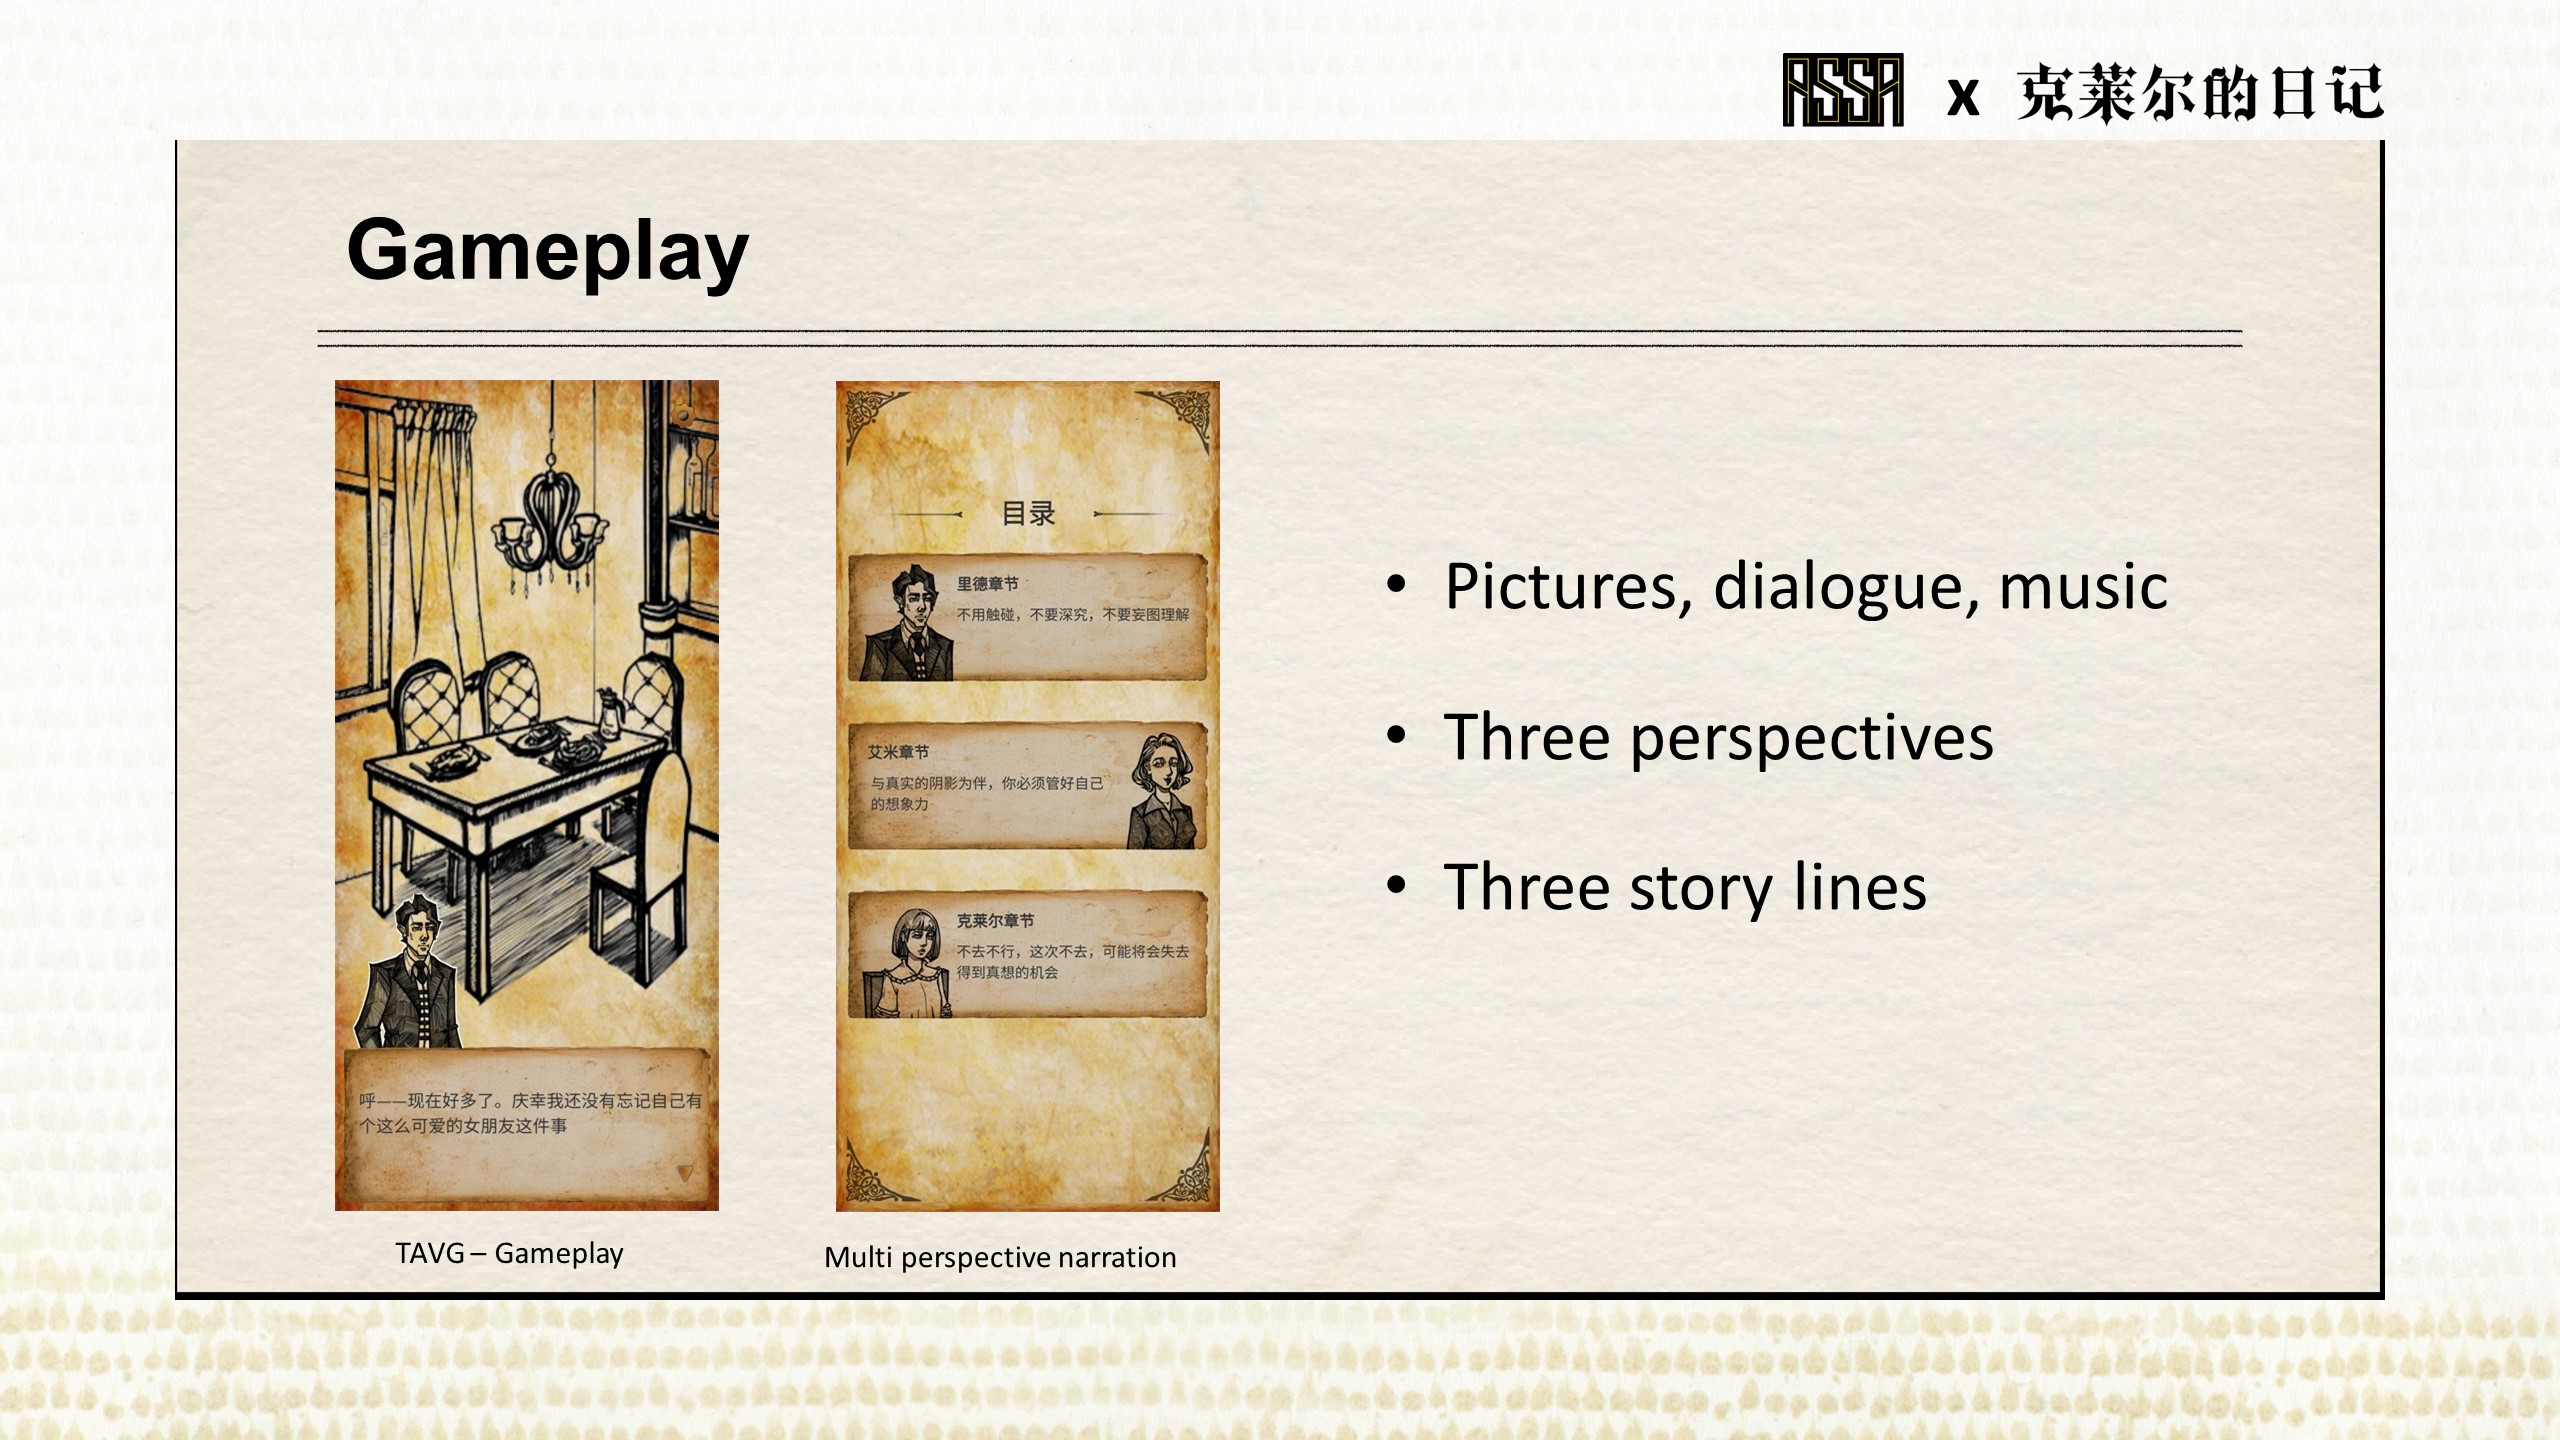 ASSA x 克莱尔的日记
Gameplay
目录
里德章节
不用触碰，不要深究，不要妄图理解
艾米章节
与真实的阴影为伴，你必须管好自己
的想象力
克莱尔章节
不去不行，这次不去，可能将会失去
得到真想的机会
呼——现在好多了。庆幸我还没有忘记自己有
个这么可爱的女朋友这件事
TAVG – Gameplay
Multi perspective narration
• Pictures, dialogue, music
• Three perspectives
• Three story lines